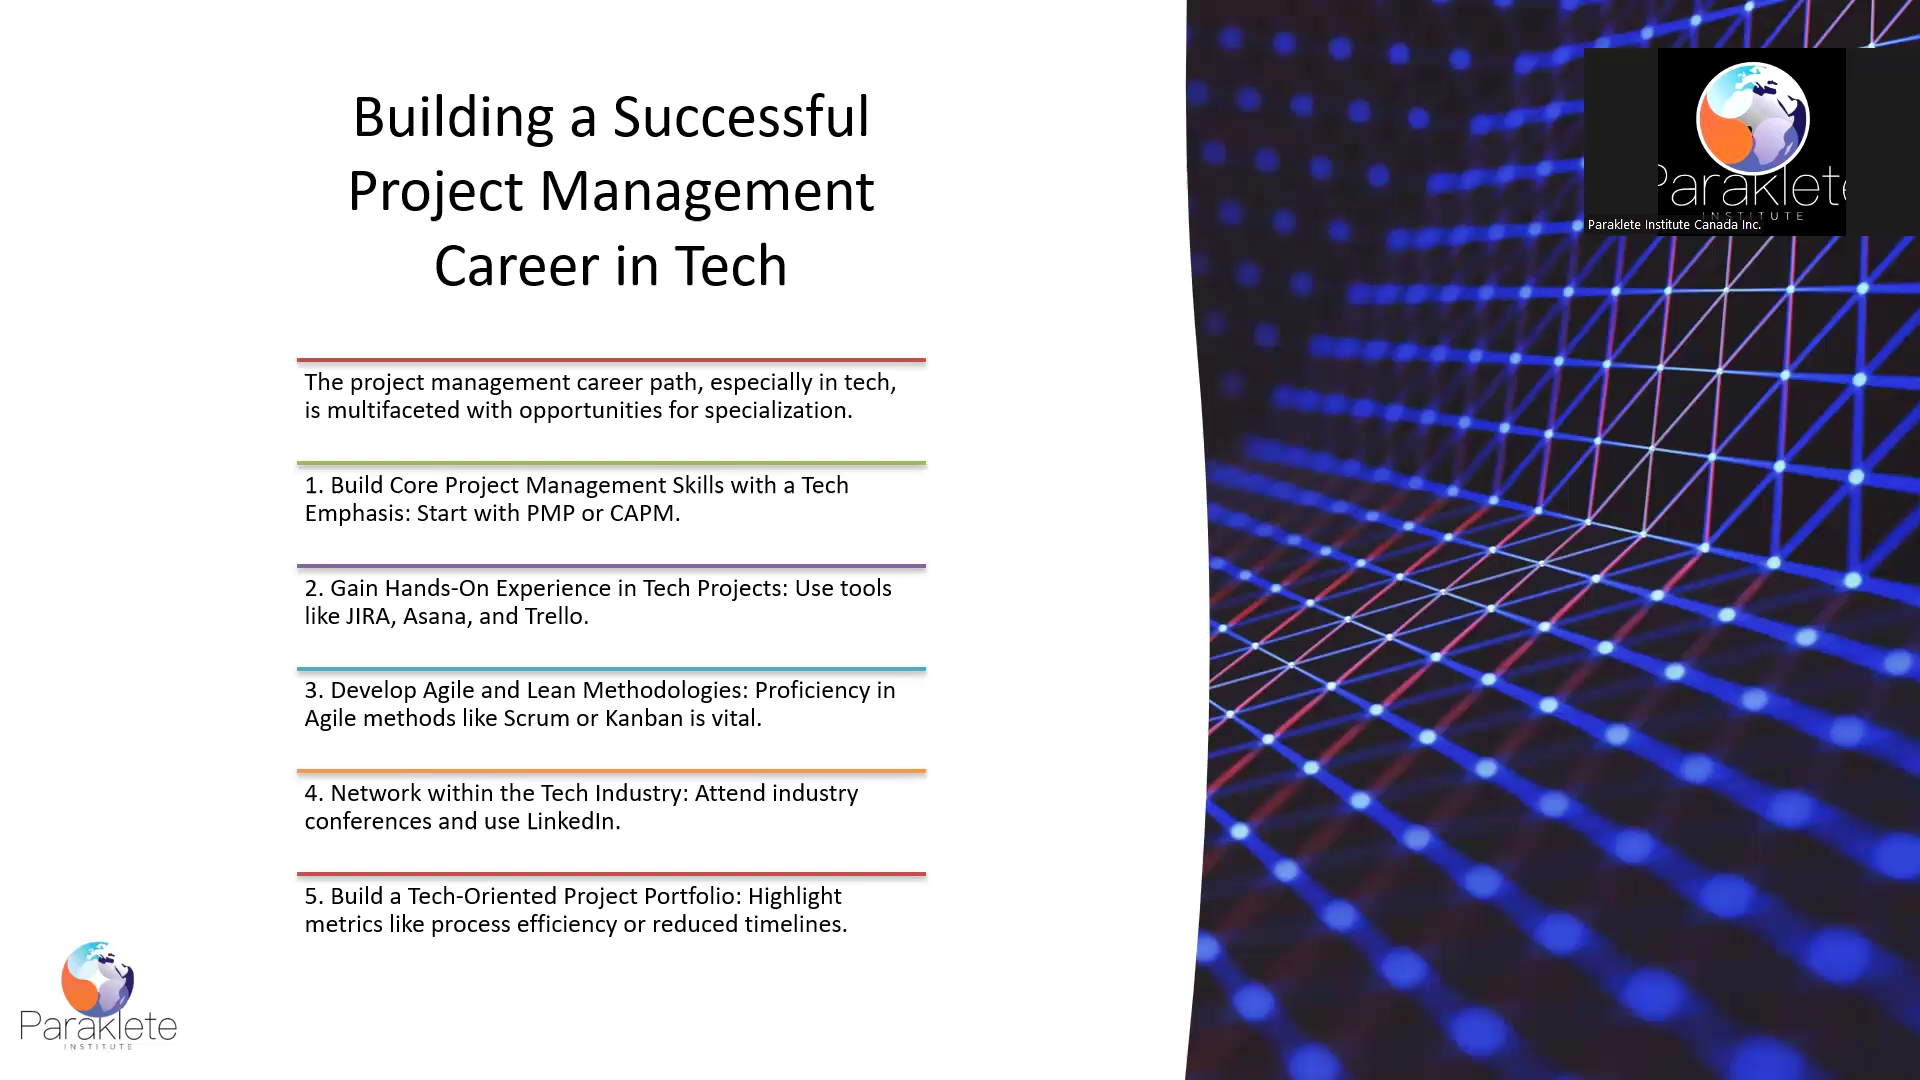 Building a Successful
Project Management
Career in Tech
The project management career path, especially in tech,
is multifaceted with opportunities for specialization.
1. Build Core Project Management Skills with a Tech
Emphasis: Start with PMP or CAPM.
2. Gain Hands-On Experience in Tech Projects: Use tools
like JIRA, Asana, and Trello.
3. Develop Agile and Lean Methodologies: Proficiency in
Agile methods like Scrum or Kanban is vital.
4. Network within the Tech Industry: Attend industry
conferences and use LinkedIn.
5. Build a Tech-Oriented Project Portfolio: Highlight
metrics like process efficiency or reduced timelines.
Paraklete
INSTITUTE
Paraklete
INSTITUTE
Paraklete Institute Canada Inc.